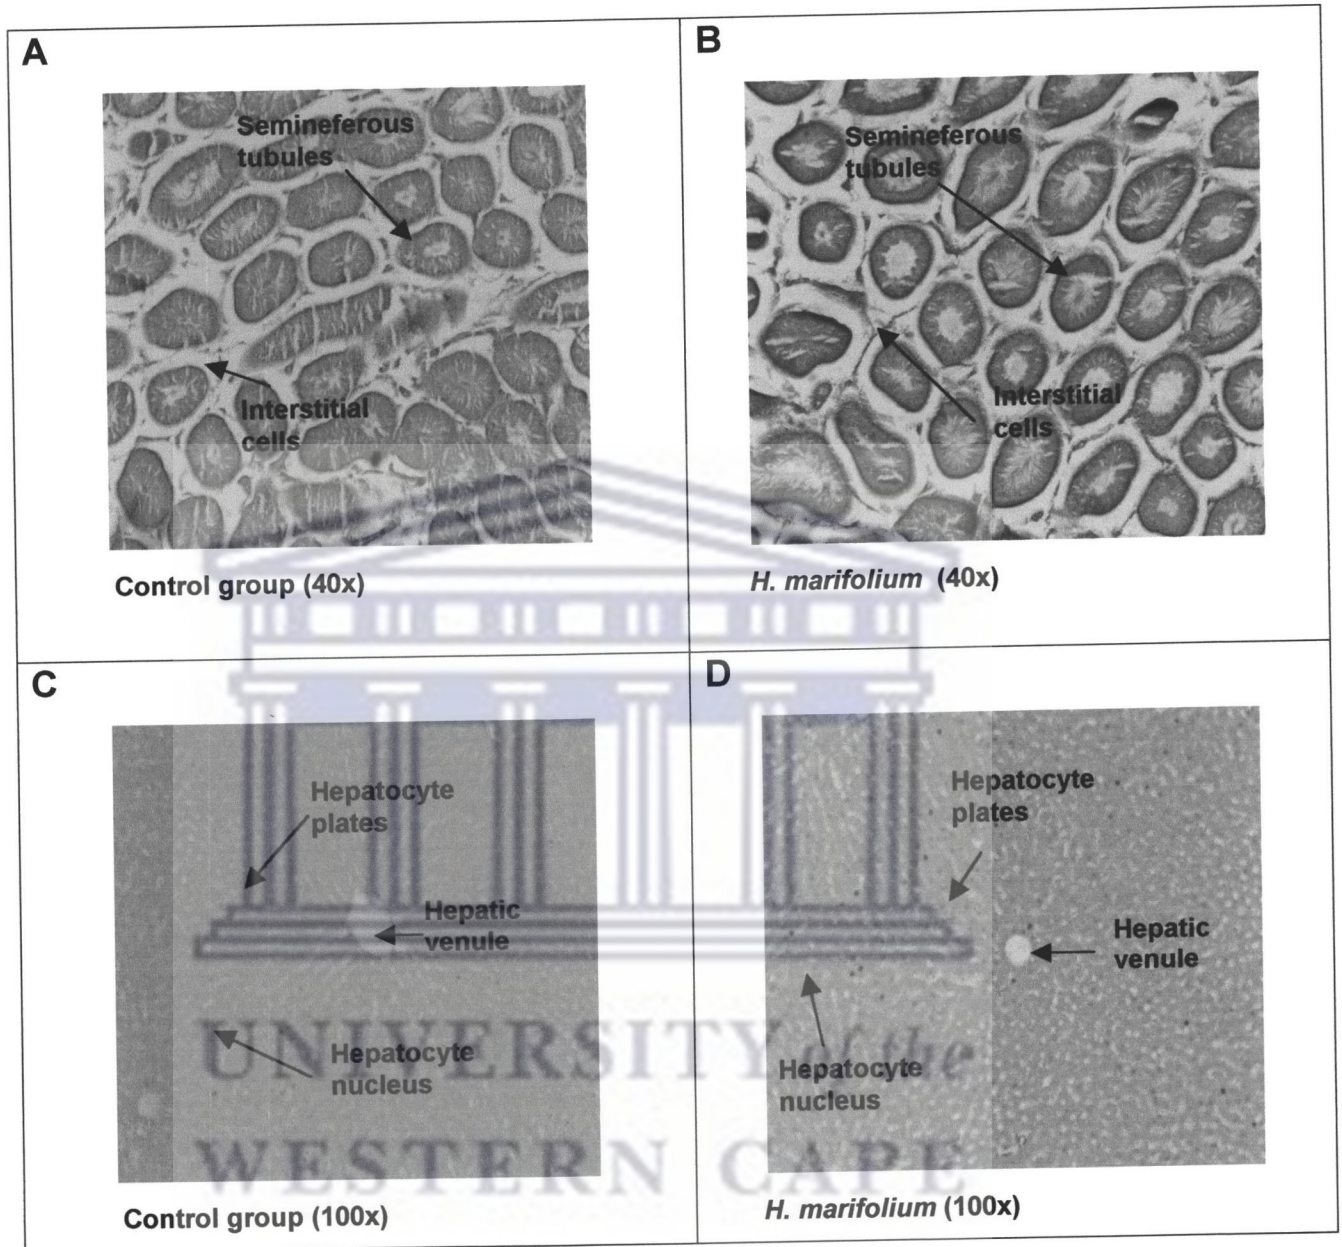 A
Semineferous
tubules
Interstitial
cells
Control group (40x)
B
Semineferous
tubules
Interstitial
cells
H. marifolium (40x)
C
Hepatocyte
plates
Hepatic
venule
Hepatocyte
nucleus
Control group (100x)
D
Hepatocyte
plates
Hepatic
venule
Hepatocyte
nucleus
H. marifolium (100x)
UNIVERSITY of the
WESTERN CAPE